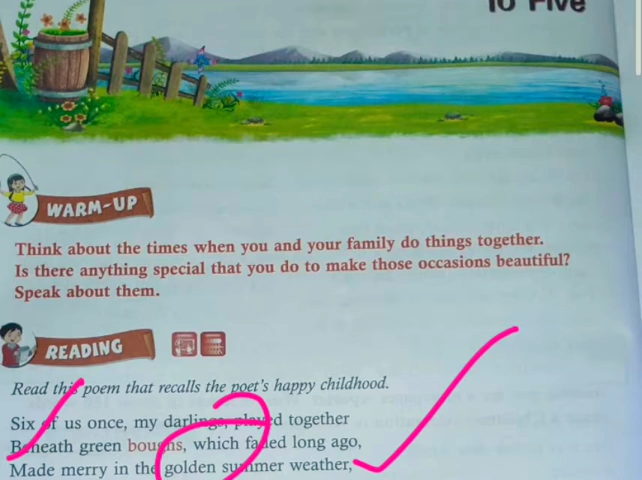 To Five
WARM-UP
Think about the times when you and your family do things together.
Is there anything special that you do to make those occasions beautiful?
Speak about them.
READING
Read this poem that recalls the poet's happy childhood.
Six of us once, my darlings, played together
Beneath green boughs, which faded long ago,
Made merry in the golden summer weather,